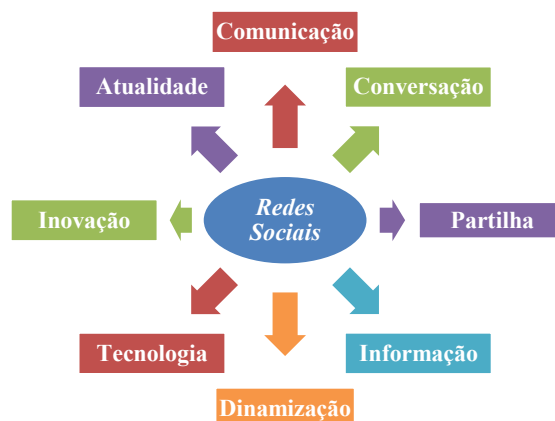 Comunicação
Atualidade
Conversação
Inovação
Redes
Sociais
Partilha
Tecnologia
Informação
Dinamização